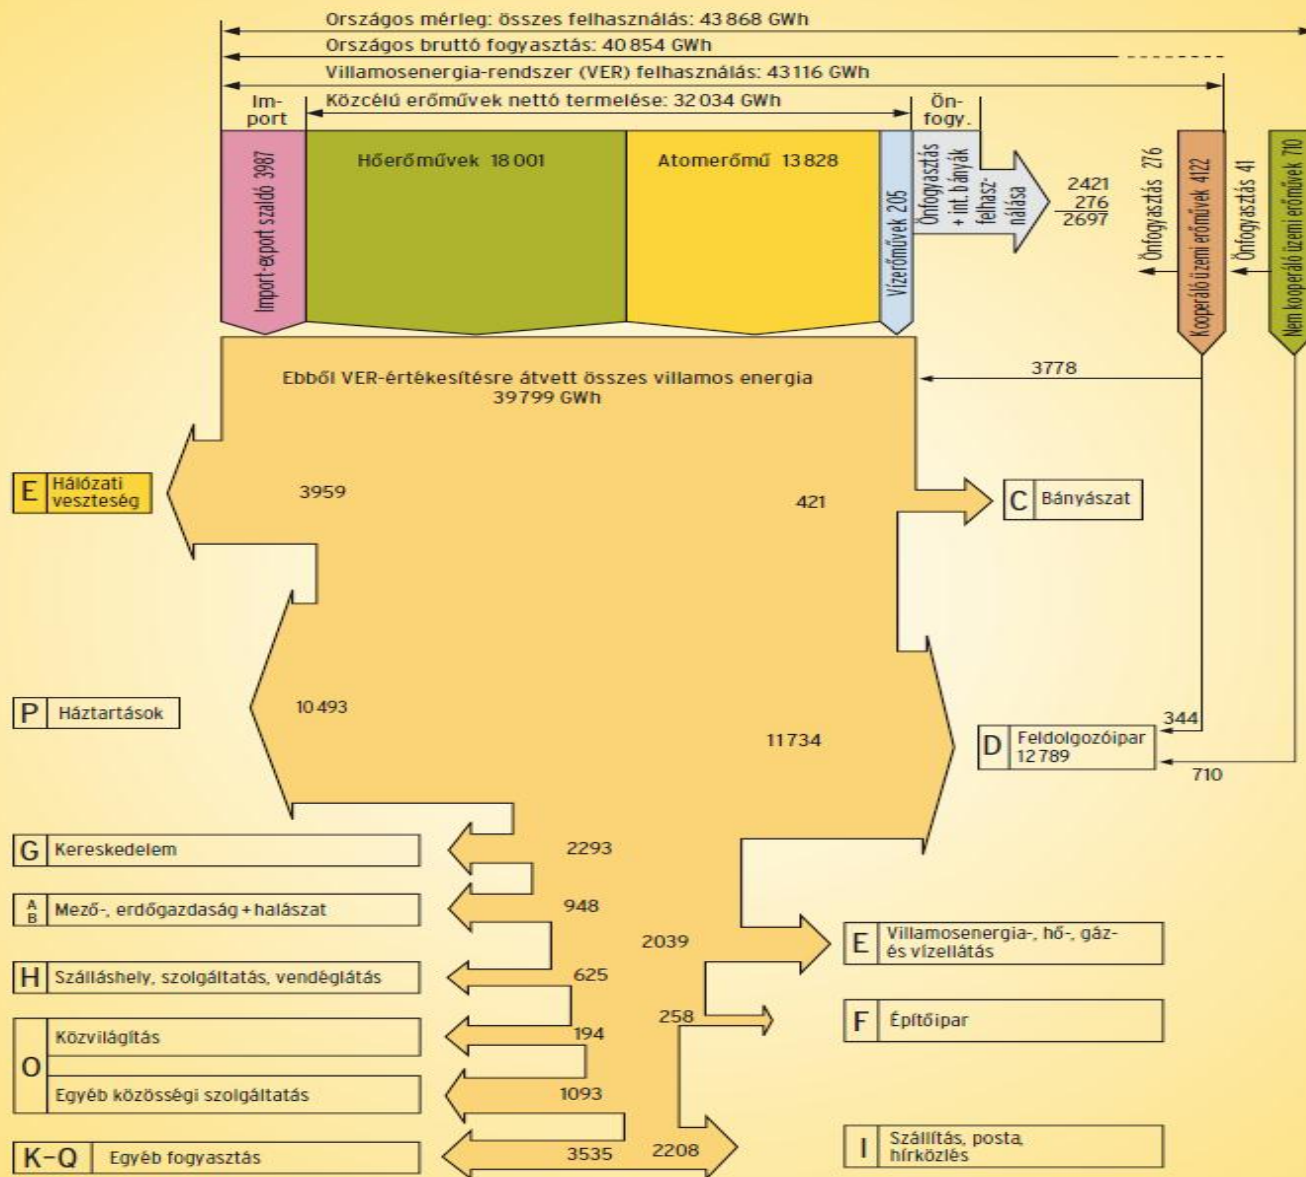 Országos mérleg: összes felhasználás: 43 868 GWh
Országos bruttó fogyasztás: 40 854 GWh
Villamosenergia-rendszer (VER) felhasználás: 43 116 GWh
Im-
port
Közcélú erőművek nettó termelése: 32 034 GWh
Ön-
fogy.
Import-export szaldó 3987
Hőerőművek 18 001
Atomerőmű 13 828
Vízerőművek 205
Önfogyasztás
+ int. bányák
felhasz-
nálása
2421
276
2697
Önfogyasztás 276
Kooperáló üzemi erőművek 4122
Önfogyasztás 41
Nem kooperáló üzemi erőművek 710
Ebből VER-értékesítésre átvett összes villamos energia
39 799 GWh
3778
E Hálózati
veszteség
3959
421
C Bányászat
P Háztartások
10 493
11 734
D Feldolgozóipar
12 789
344
710
G Kereskedelem
2293
A
B
Mező-, erdőgazdaság + halászat
948
2039
E Villamosenergia-, hő-, gáz-
és vízellátás
H Szálláshely, szolgáltatás, vendéglátás
625
258
F Építőipar
O
Közvilágítás
194
Egyéb közösségi szolgáltatás
1093
K-Q Egyéb fogyasztás
3535
2208
I Szállítás, posta,
hírközlés